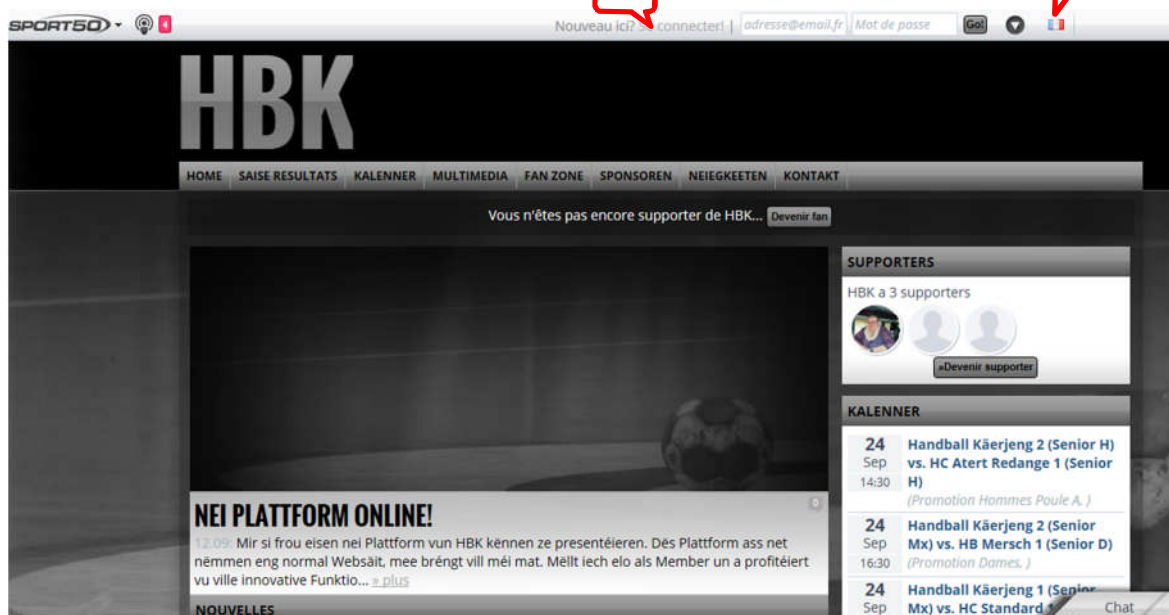 SPORT50 4 Nouveau ici? Se connecter! | adresse@email.fr Mot de passe Go!
HBK
HOME SAISE RESULTATS KALENNER MULTIMEDIA FAN ZONE SPONSOREN NEIEGKEETEN KONTAKT
Vous n'êtes pas encore supporter de HBK... Devenir fan
NEI PLATTFORM ONLINE!
0
12.09: Mir si frou eisen nei Plattform vun HBK kënnen ze presentéieren. Dës Plattform ass net
nëmmen eng normal Websäit, mee bréngt vill méi mat. Mëllt iech elo als Member un a profitéiert
vu ville innovative Funktio... » plus
NOUVELLES
SUPPORTERS
HBK a 3 supporters
»Devenir supporter
KALENNER
24 Sep 14:30
Handball Käerjeng 2 (Senior H)
vs. HC Atert Redange 1 (Senior
H)
(Promotion Hommes Poule A. )
24 Sep 16:30
Handball Käerjeng 2 (Senior
Mx) vs. HB Mersch 1 (Senior D)
(Promotion Dames. )
24 Sep
Handball Käerjeng 1 (Senior
Mx) vs. HC Standard
Chat